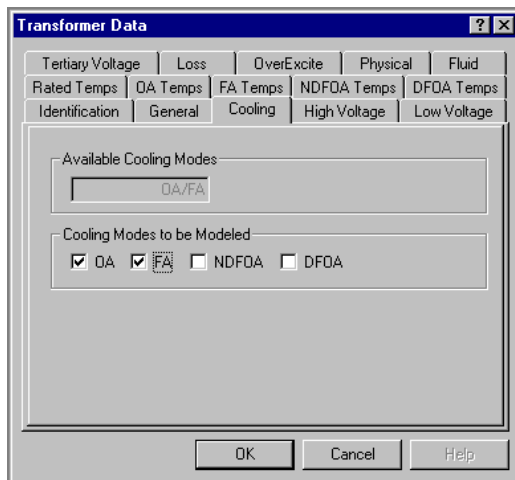 Transformer Data
Tertiary Voltage Loss OverExcite Physical Fluid
Rated Temps OA Temps FA Temps NDFOA Temps DFOA Temps
Identification General Cooling High Voltage Low Voltage
Available Cooling Modes
OA/FA
Cooling Modes to be Modeled
OA FA NDFOA DFOA
OK Cancel Help